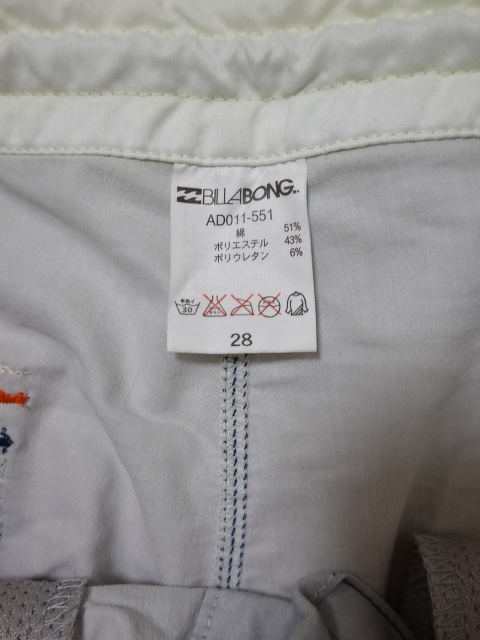 BILLABONG
AD011-551
綿 51%
ポリエステル 43%
ポリウレタン 6%
30
28